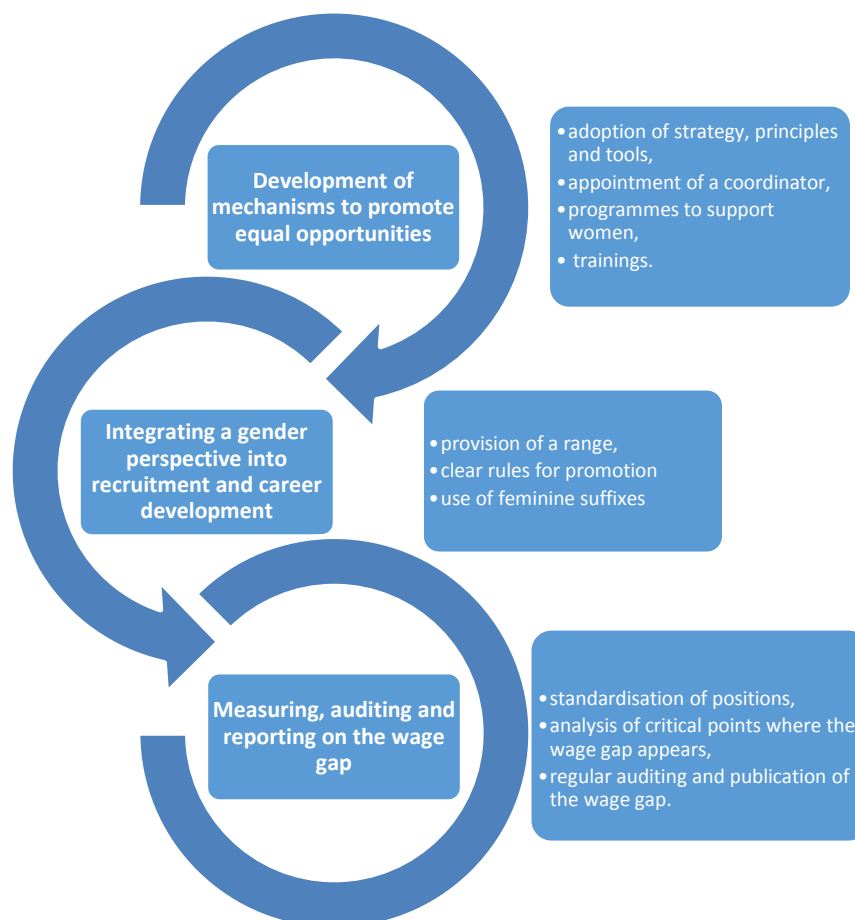 Development of
mechanisms to promote
equal opportunities
•adoption of strategy, principles
and tools,
•appointment of a coordinator,
•programmes to support
women,
• trainings.
Integrating a gender
perspective into
recruitment and career
development
•provision of a range,
•clear rules for promotion
•use of feminine suffixes
Measuring, auditing and
reporting on the wage
gap
•standardisation of positions,
•analysis of critical points where the
wage gap appears,
•regular auditing and publication of
the wage gap.